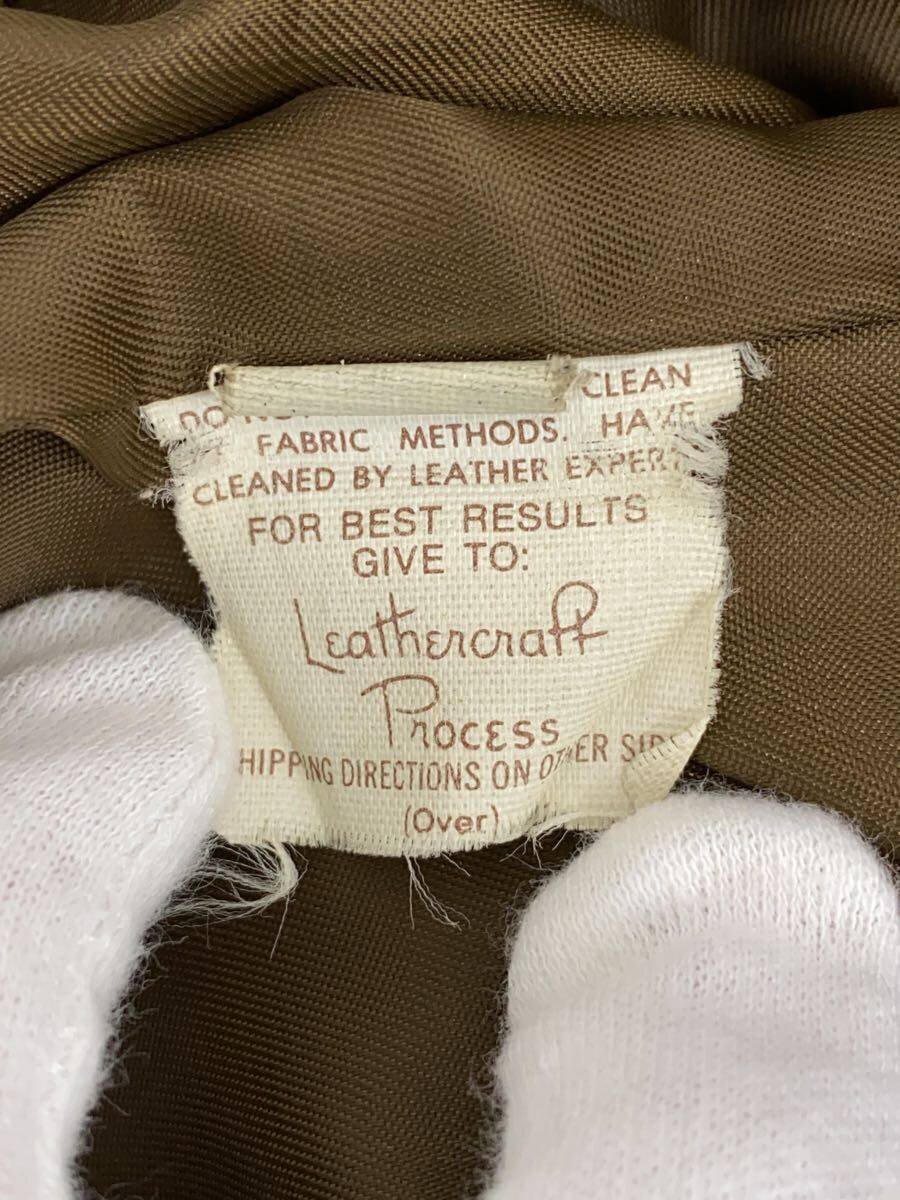 CLEAN
FABRIC METHODS. HAVE
CLEANED BY LEATHER EXPERT
FOR BEST RESULTS
GIVE TO:
Leathercraft
Process
HIPPING DIRECTIONS ON OTHER SIDE
(Over)